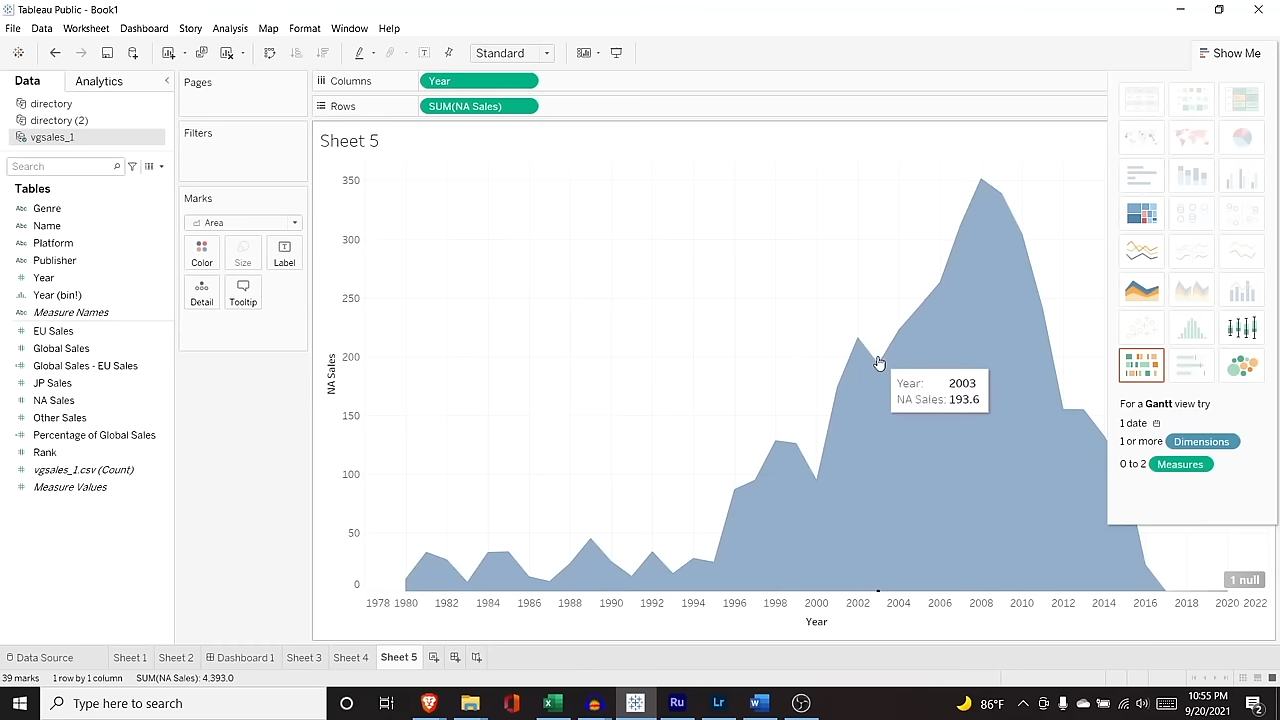 Tableau Public - Book1
File Data Worksheet Dashboard Story Analysis Map Format Window Help
Standard
Show Me
Data Analytics
directory
directory (2)
vgsales_1
Search
Tables
Abc Genre
Abc Name
Abc Platform
Abc Publisher
# Year
Year (bin!)
Abc Measure Names
# EU Sales
# Global Sales
Global Sales - EU Sales
# JP Sales
# NA Sales
# Other Sales
Percentage of Global Sales
# Rank
# vgsales_1.csv (Count)
# Measure Values
Pages
Filters
Marks
Area
Color Size Label
Detail Tooltip
Columns Year
Rows SUM(NA Sales)
Sheet 5
350
300
250
200
150
100
50
0
NA Sales
1978 1980 1982 1984 1986 1988 1990 1992 1994 1996 1998 2000 2002 2004 2006 2008 2010 2012 2014 2016 2018 2020 2022
Year
Year: 2003
NA Sales: 193.6
1 null
For a Gantt view try
1 date
1 or more Dimensions
0 to 2 Measures
Data Source Sheet 1 Sheet 2 Dashboard 1 Sheet 3 Sheet 4 Sheet 5
39 marks 1 row by 1 column SUM(NA Sales): 4,393.0
Type here to search
Ru
Lr
86°F
10:55 PM
9/20/2021
2